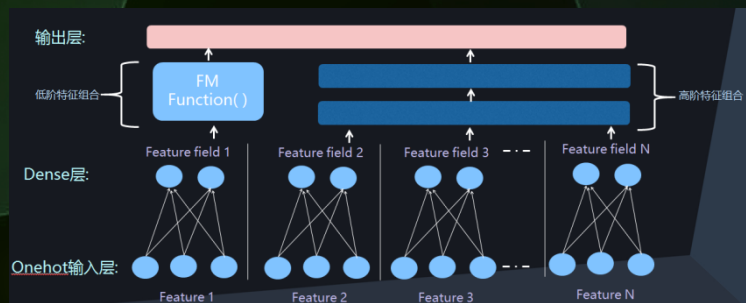 输出层:
FM
Function( )
低阶特征组合
高阶特征组合
Feature field 1
Feature field 2
Feature field 3
Feature field N
Dense层:
Onehot输入层:
Feature 1
Feature 2
Feature 3
Feature N